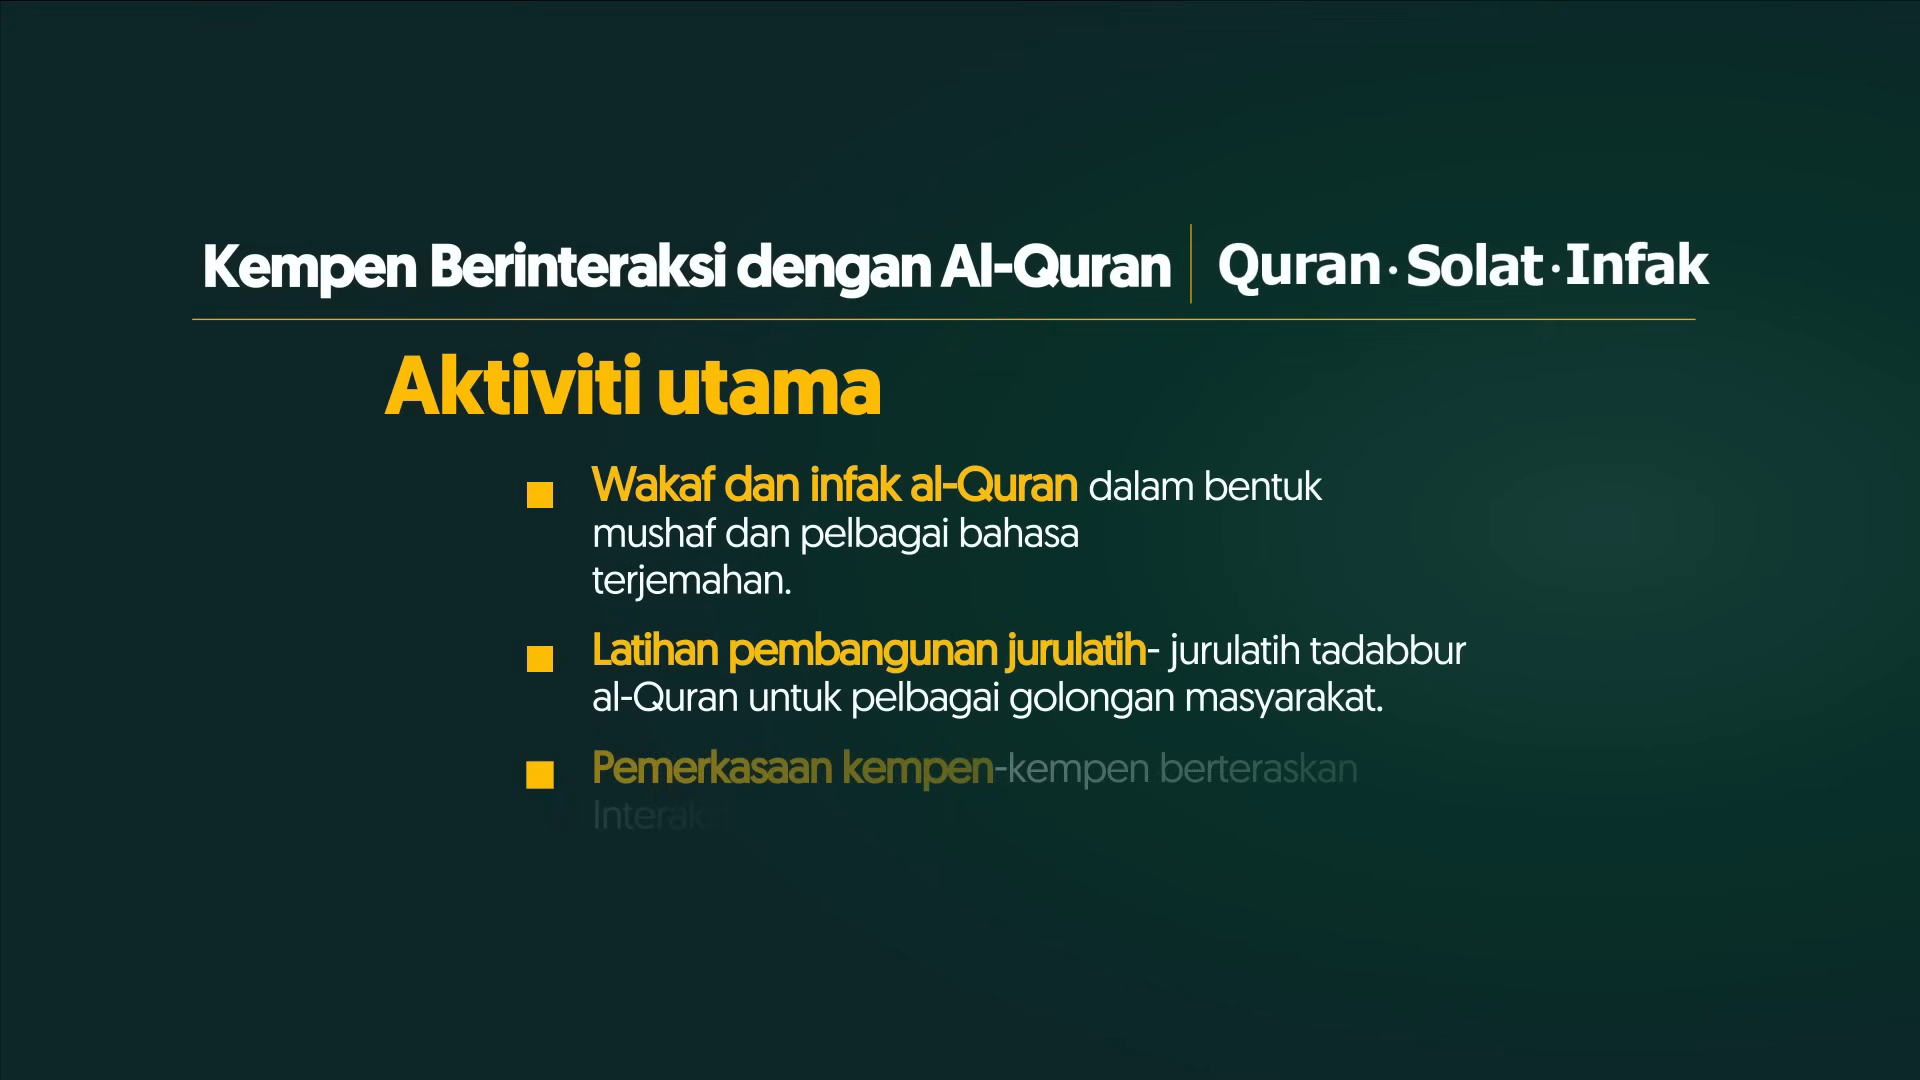 Kempen Berinteraksi dengan Al-Quran | Quran · Solat · Infak
Aktiviti utama
Wakaf dan infak al-Quran dalam bentuk
mushaf dan pelbagai bahasa
terjemahan.
Latihan pembangunan jurulatih- jurulatih tadabbur
al-Quran untuk pelbagai golongan masyarakat.
Pemerkasaan kempen-kempen berteraskan